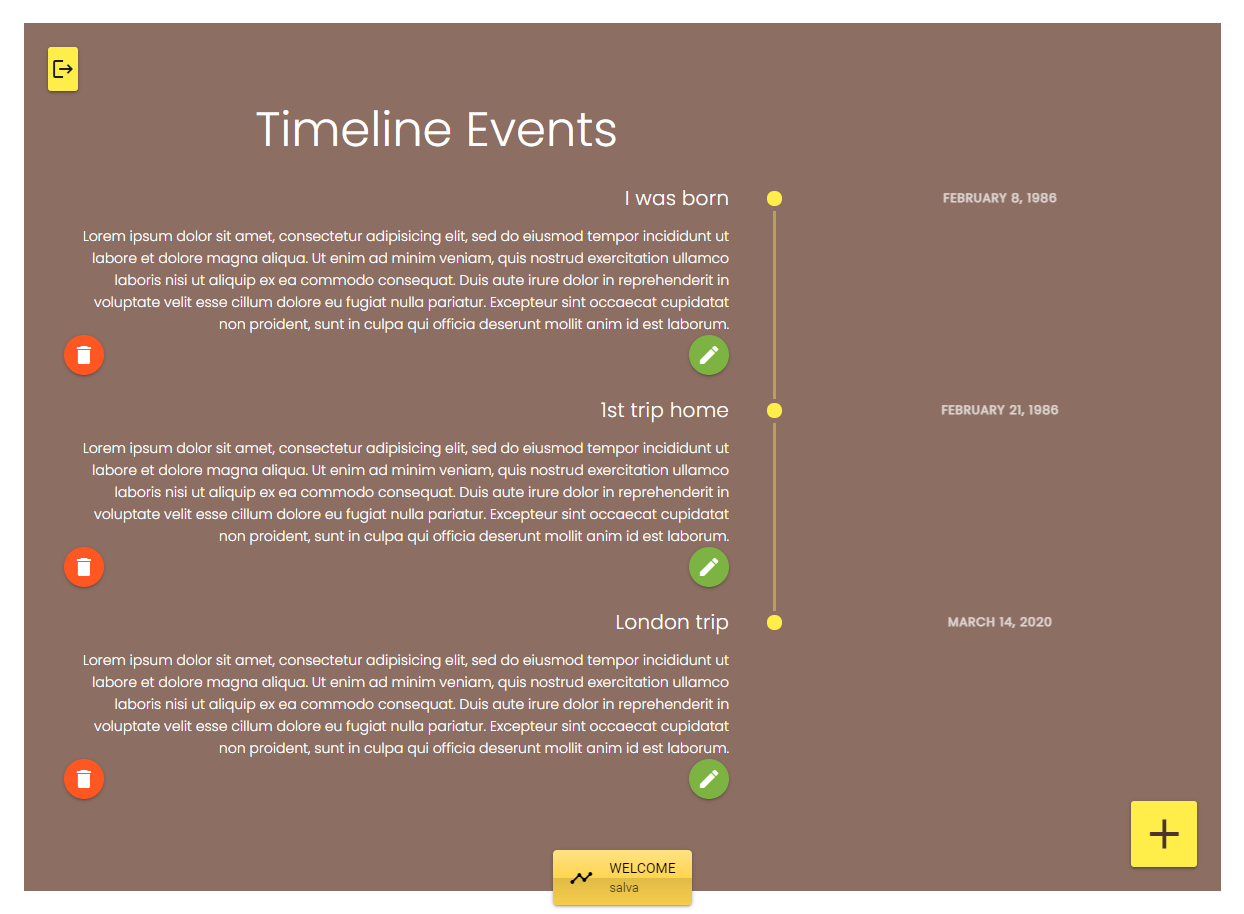 Timeline Events
I was born
FEBRUARY 8, 1986
Lorem ipsum dolor sit amet, consectetur adipisicing elit, sed do eiusmod tempor incididunt ut
labore et dolore magna aliqua. Ut enim ad minim veniam, quis nostrud exercitation ullamco
laboris nisi ut aliquip ex ea commodo consequat. Duis aute irure dolor in reprehenderit in
voluptate velit esse cillum dolore eu fugiat nulla pariatur. Excepteur sint occaecat cupidatat
non proident, sunt in culpa qui officia deserunt mollit anim id est laborum.
1st trip home
FEBRUARY 21, 1986
Lorem ipsum dolor sit amet, consectetur adipisicing elit, sed do eiusmod tempor incididunt ut
labore et dolore magna aliqua. Ut enim ad minim veniam, quis nostrud exercitation ullamco
laboris nisi ut aliquip ex ea commodo consequat. Duis aute irure dolor in reprehenderit in
voluptate velit esse cillum dolore eu fugiat nulla pariatur. Excepteur sint occaecat cupidatat
non proident, sunt in culpa qui officia deserunt mollit anim id est laborum.
London trip
MARCH 14, 2020
Lorem ipsum dolor sit amet, consectetur adipisicing elit, sed do eiusmod tempor incididunt ut
labore et dolore magna aliqua. Ut enim ad minim veniam, quis nostrud exercitation ullamco
laboris nisi ut aliquip ex ea commodo consequat. Duis aute irure dolor in reprehenderit in
voluptate velit esse cillum dolore eu fugiat nulla pariatur. Excepteur sint occaecat cupidatat
non proident, sunt in culpa qui officia deserunt mollit anim id est laborum.
WELCOME
salva